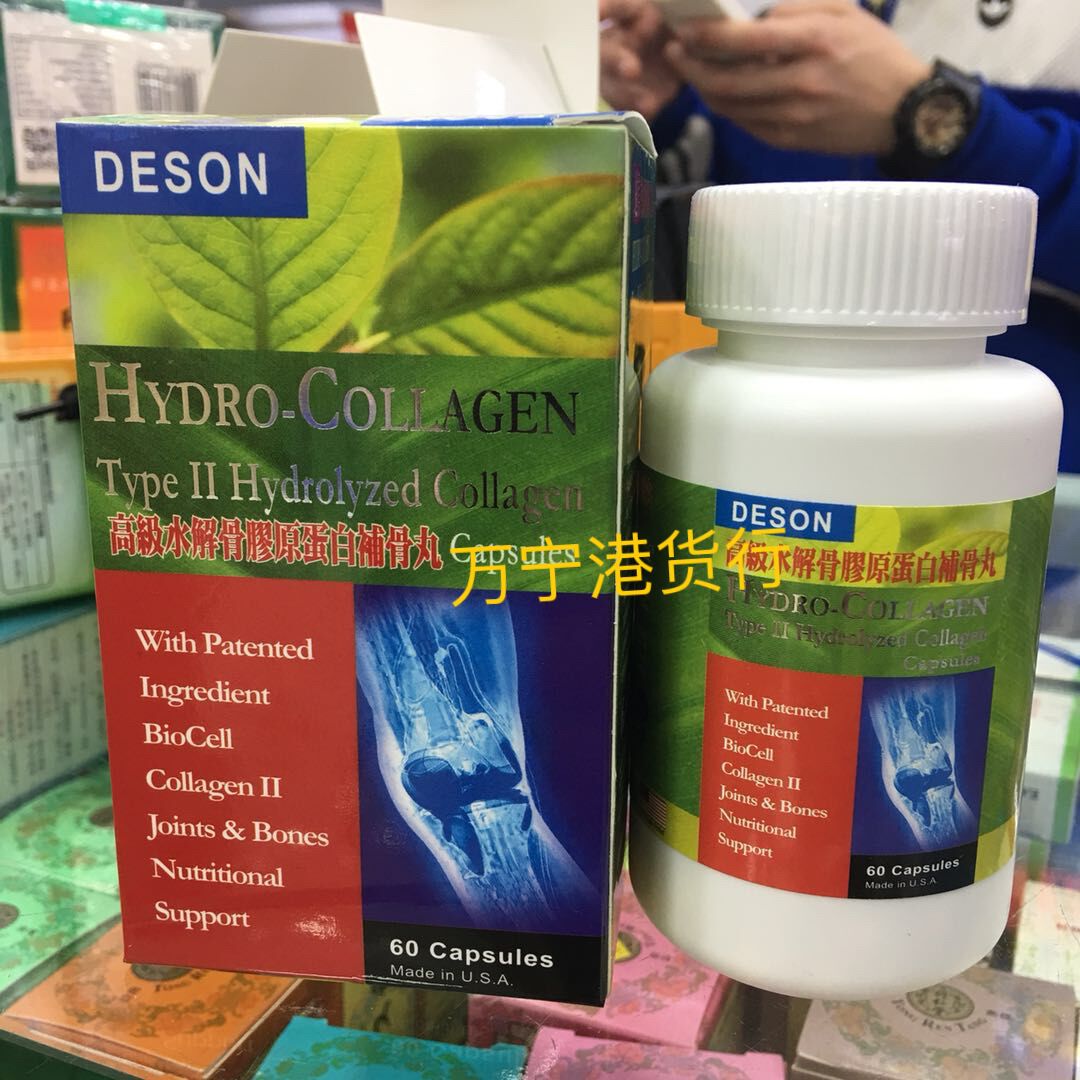 DESON
HYDRO-COLLAGEN
Type II Hydrolyzed Collagen
高級水解骨膠原蛋白補骨丸 Capsules
With Patented
Ingredient
BioCell
Collagen II
Joints & Bones
Nutritional
Support
60 Capsules
Made in U.S.A.
万宁港货行
DESON
高級水解骨膠原蛋白補骨丸
HYDRO-COLLAGEN
Type II Hydrolyzed Collagen
Capsules
With Patented
Ingredient
BioCell
Collagen II
Joints & Bones
Nutritional
Support
60 Capsules
Made in U.S.A.
TONG REN TANG